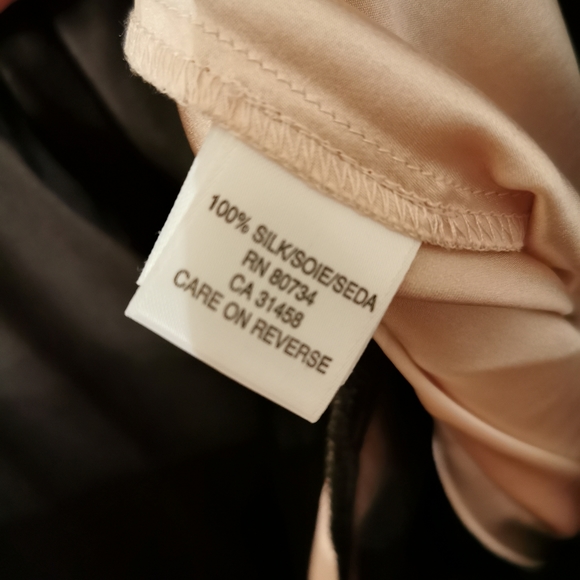 100% SILK/SOIE/SEDA
RN 80734
CA 31458
CARE ON REVERSE